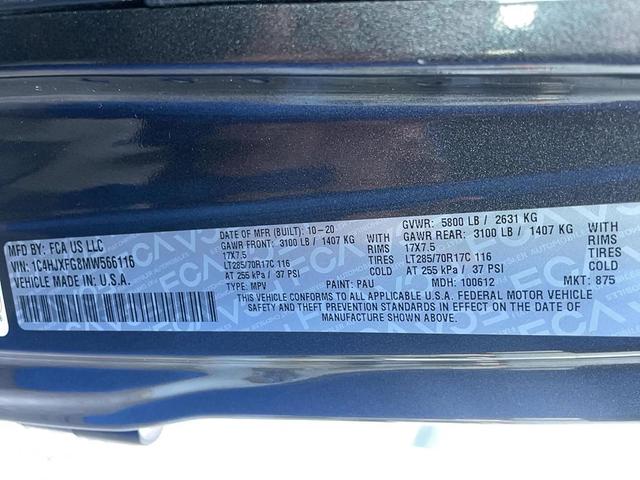 MFD BY: FCA US LLC
VIN: 1C4HJXFG8MW566116
VEHICLE MADE IN: U.S.A.
DATE OF MFR (BUILT): 10-20
GAWR FRONT: 3100 LB / 1407 KG WITH
17X7.5 RIMS
LT285/70R17C 116 TIRES
AT 255 kPa / 37 PSI COLD
GVWR: 5800 LB / 2631 KG
GAWR REAR: 3100 LB / 1407 KG WITH
17X7.5 RIMS
LT285/70R17C 116 TIRES
AT 255 kPa / 37 PSI COLD
TYPE: MPV PAINT: PAU MDH: 100612 MKT: 875
THIS VEHICLE CONFORMS TO ALL APPLICABLE U.S.A. FEDERAL MOTOR VEHICLE
SAFETY AND THEFT PREVENTION STANDARDS IN EFFECT ON THE DATE OF
MANUFACTURE SHOWN ABOVE.